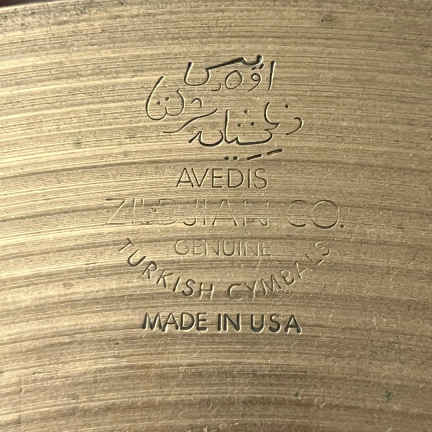 AVEDIS
ZILDJIAN CO.
GENUINE
TURKISH CYMBALS
MADE IN USA